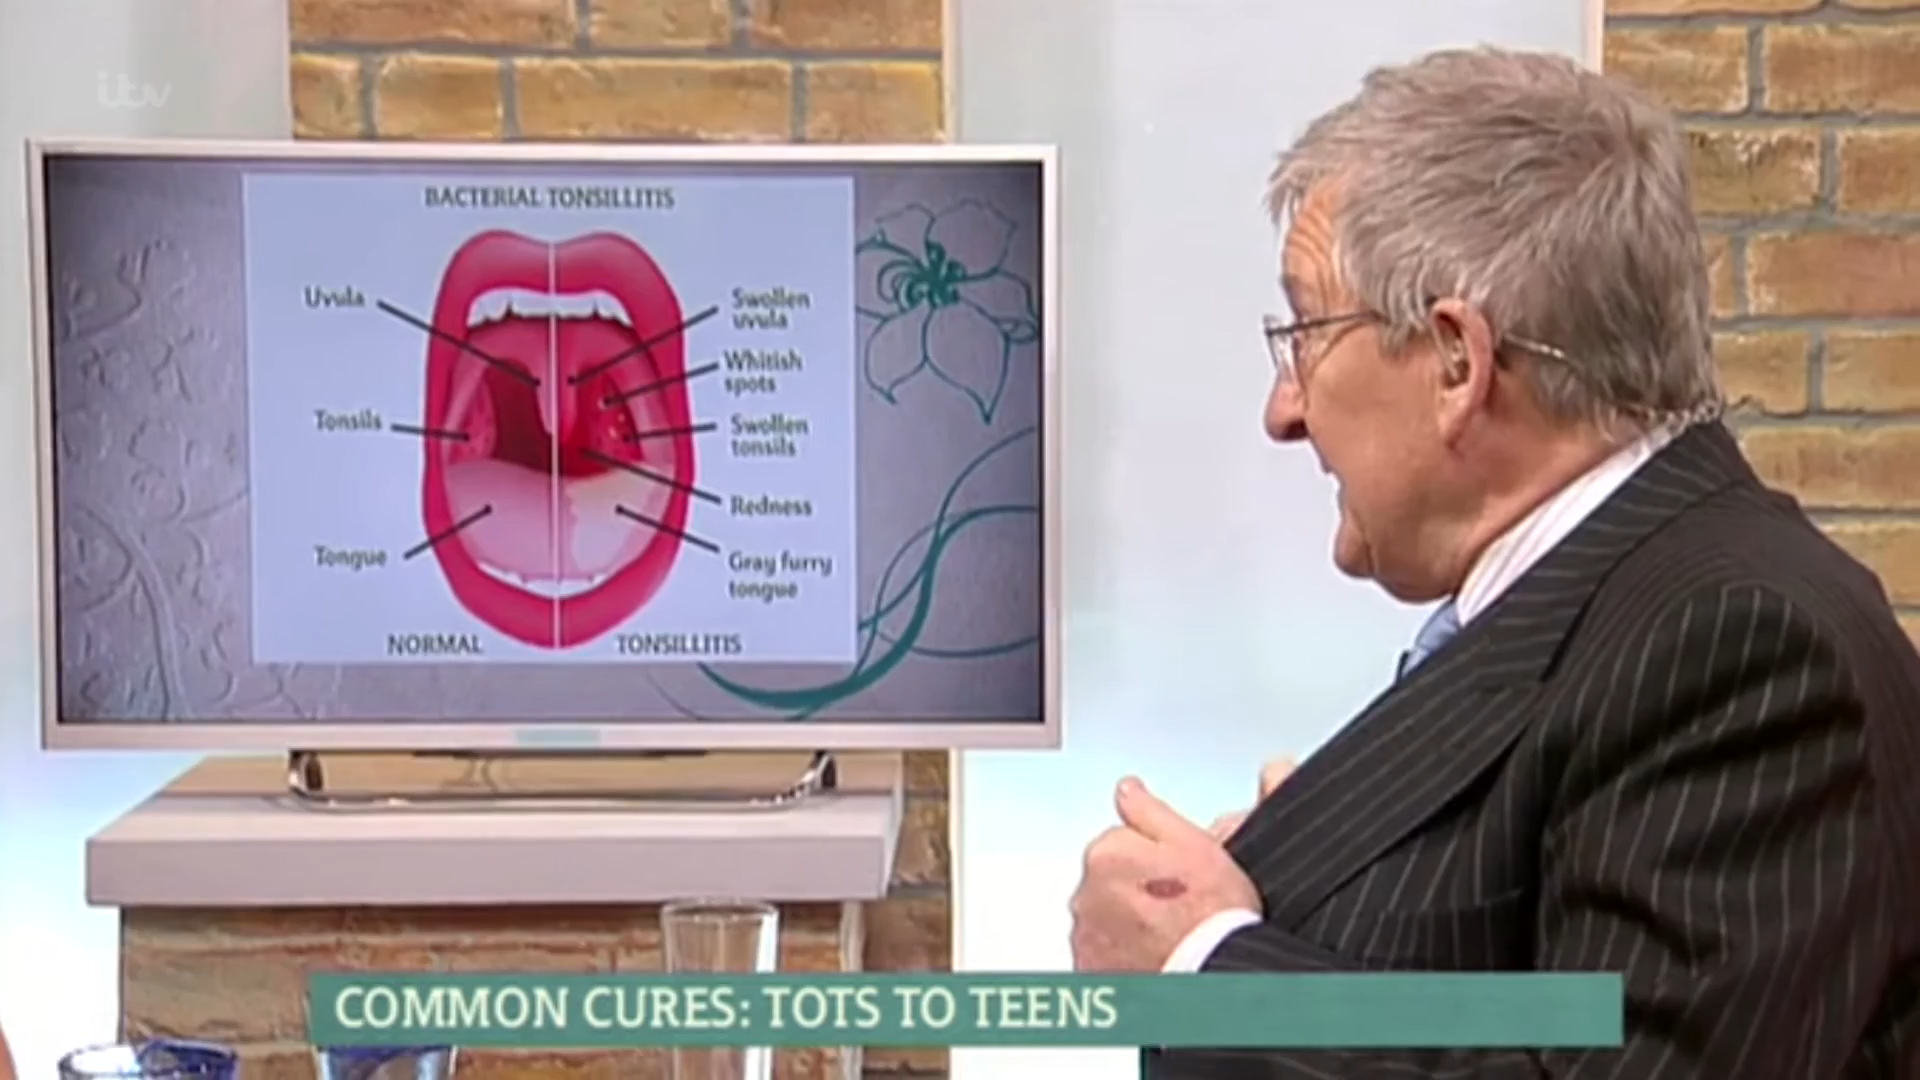 itv
BACTERIAL TONSILLITIS
Uvula
Tonsils
Tongue
Swollen
uvula
Whitish
spots
Swollen
tonsils
Redness
Gray furry
tongue
NORMAL
TONSILLITIS
COMMON CURES: TOTS TO TEENS